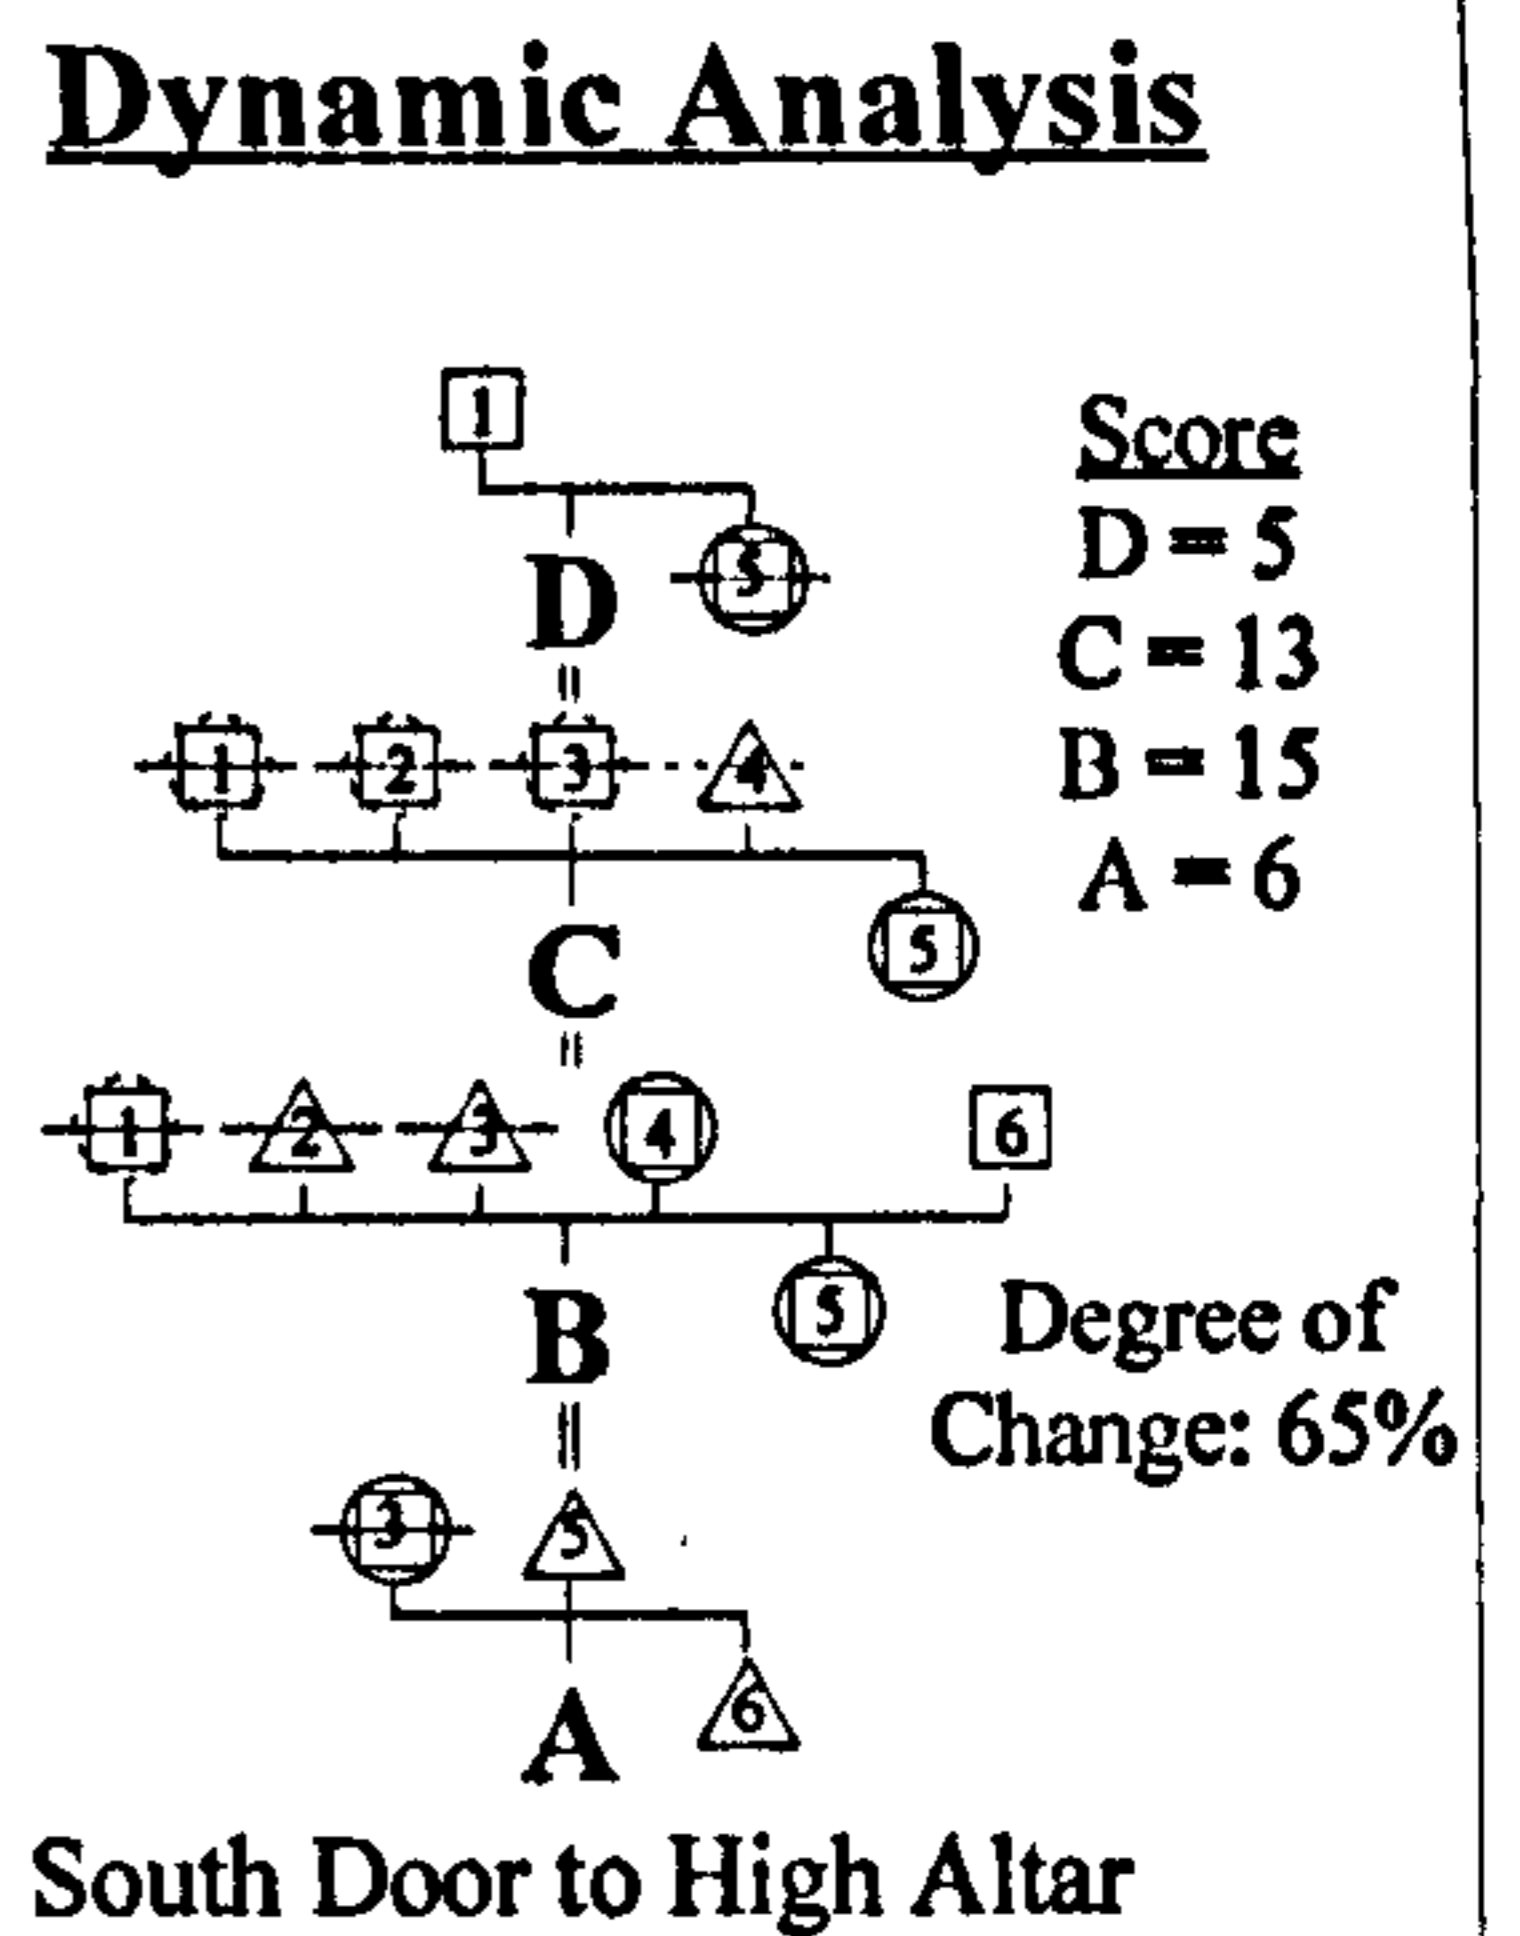 Dynamic Analysis
1
Score
D = 5
D
5
C = 13
1 2 3 4
B = 15
A = 6
C
5
1 2 3 4 6
B
5
Degree of
Change: 65%
3 5
A
6
South Door to High Altar